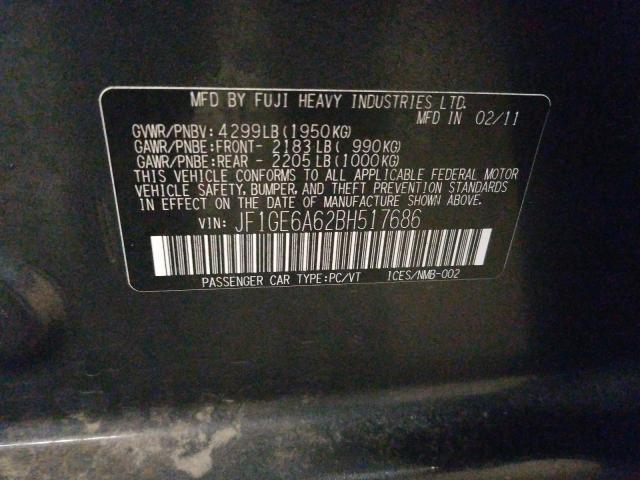 MFD BY FUJI HEAVY INDUSTRIES LTD.
MFD IN 02/11
GVWR/PNBV: 4299LB(1950KG)
GAWR/PNBE:FRONT- 2183LB( 990KG)
GAWR/PNBE:REAR - 2205LB(1000KG)
THIS VEHICLE CONFORMS TO ALL APPLICABLE FEDERAL MOTOR
VEHICLE SAFETY, BUMPER, AND THEFT PREVENTION STANDARDS
IN EFFECT ON THE DATE OF MANUFACTURE SHOWN ABOVE.
VIN: JF1GE6A62BH517686
PASSENGER CAR TYPE:PC/VT 1CES/NMB-002